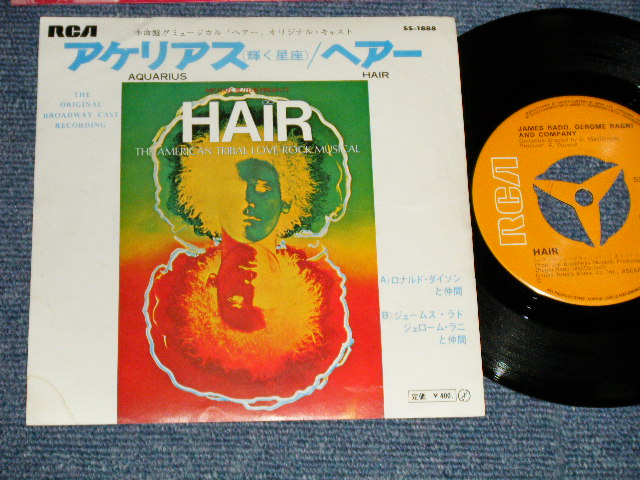 RCA
本命盤!!ミュージカル「ヘアー」オリジナル・キャスト
SS-1888
アケリアス(輝く星座)/ヘアー
AQUARIUS
HAIR
THE
ORIGINAL
BROADWAY CAST
RECORDING
HAIR
THE AMERICAN TRIBAL LOVE-ROCK MUSICAL
A)ロナルド・ダイソン
と仲間
B)ジェームス・ラド
ジェローム・ラニ
と仲間
定価 ¥400.
RCA
JAMES RADO, GEROME RAGNI
AND COMPANY
HAIR